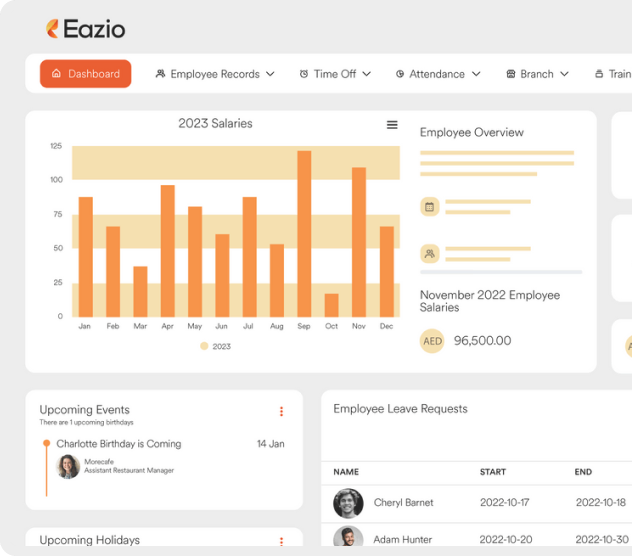 Eazio
Dashboard
Employee Records
Time Off
Attendance
Branch
Train
2023 Salaries
125
100
75
50
25
0
Jan Feb Mar Apr May Jun Jul Aug Sep Oct Nov Dec
2023
Employee Overview
November 2022 Employee
Salaries
AED 96,500.00
Upcoming Events
There are 1 upcoming birthdays
Charlotte Birthday is Coming 14 Jan
Morecafe
Assistant Restaurant Manager
Upcoming Holidays
Employee Leave Requests
NAME START END
Cheryl Barnet 2022-10-17 2022-10-18
Adam Hunter 2022-10-20 2022-10-30